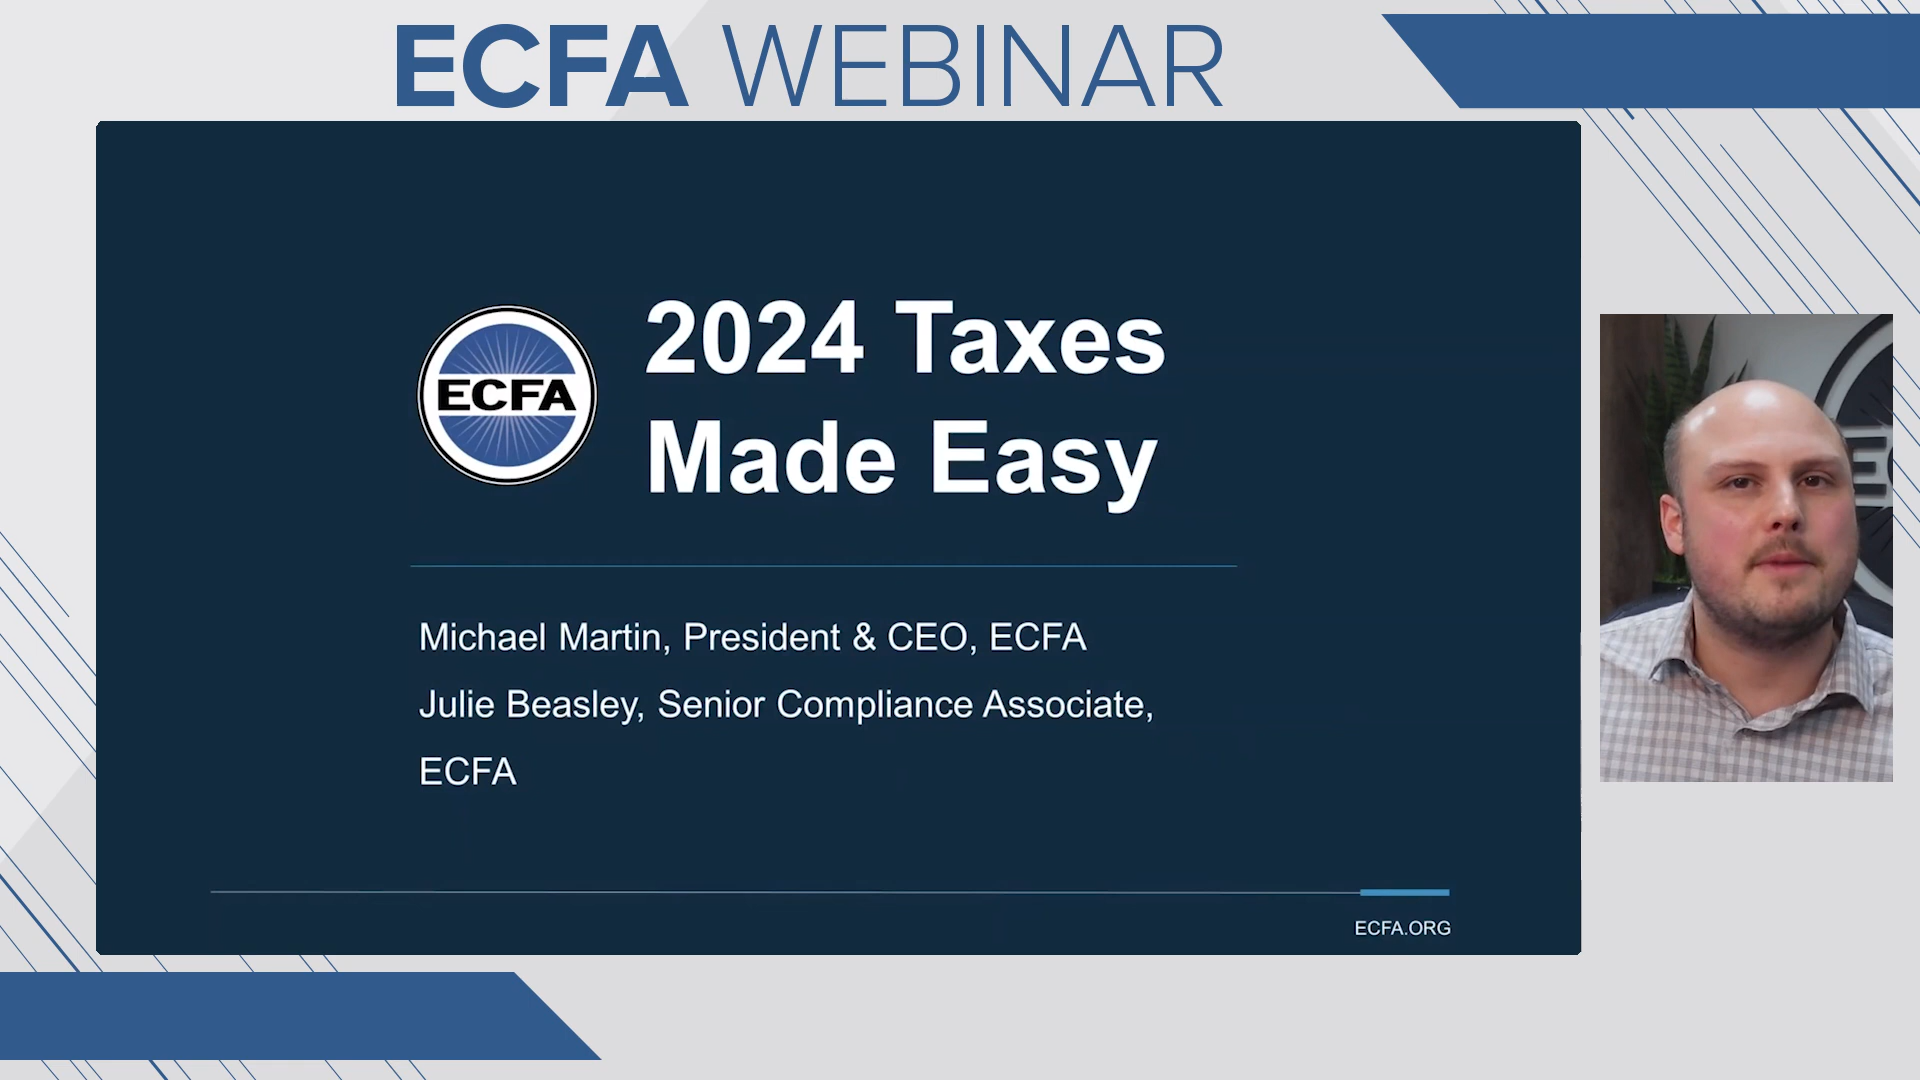 ECFA WEBINAR
ECFA
2024 Taxes
Made Easy
Michael Martin, President & CEO, ECFA
Julie Beasley, Senior Compliance Associate,
ECFA
ECFA.ORG